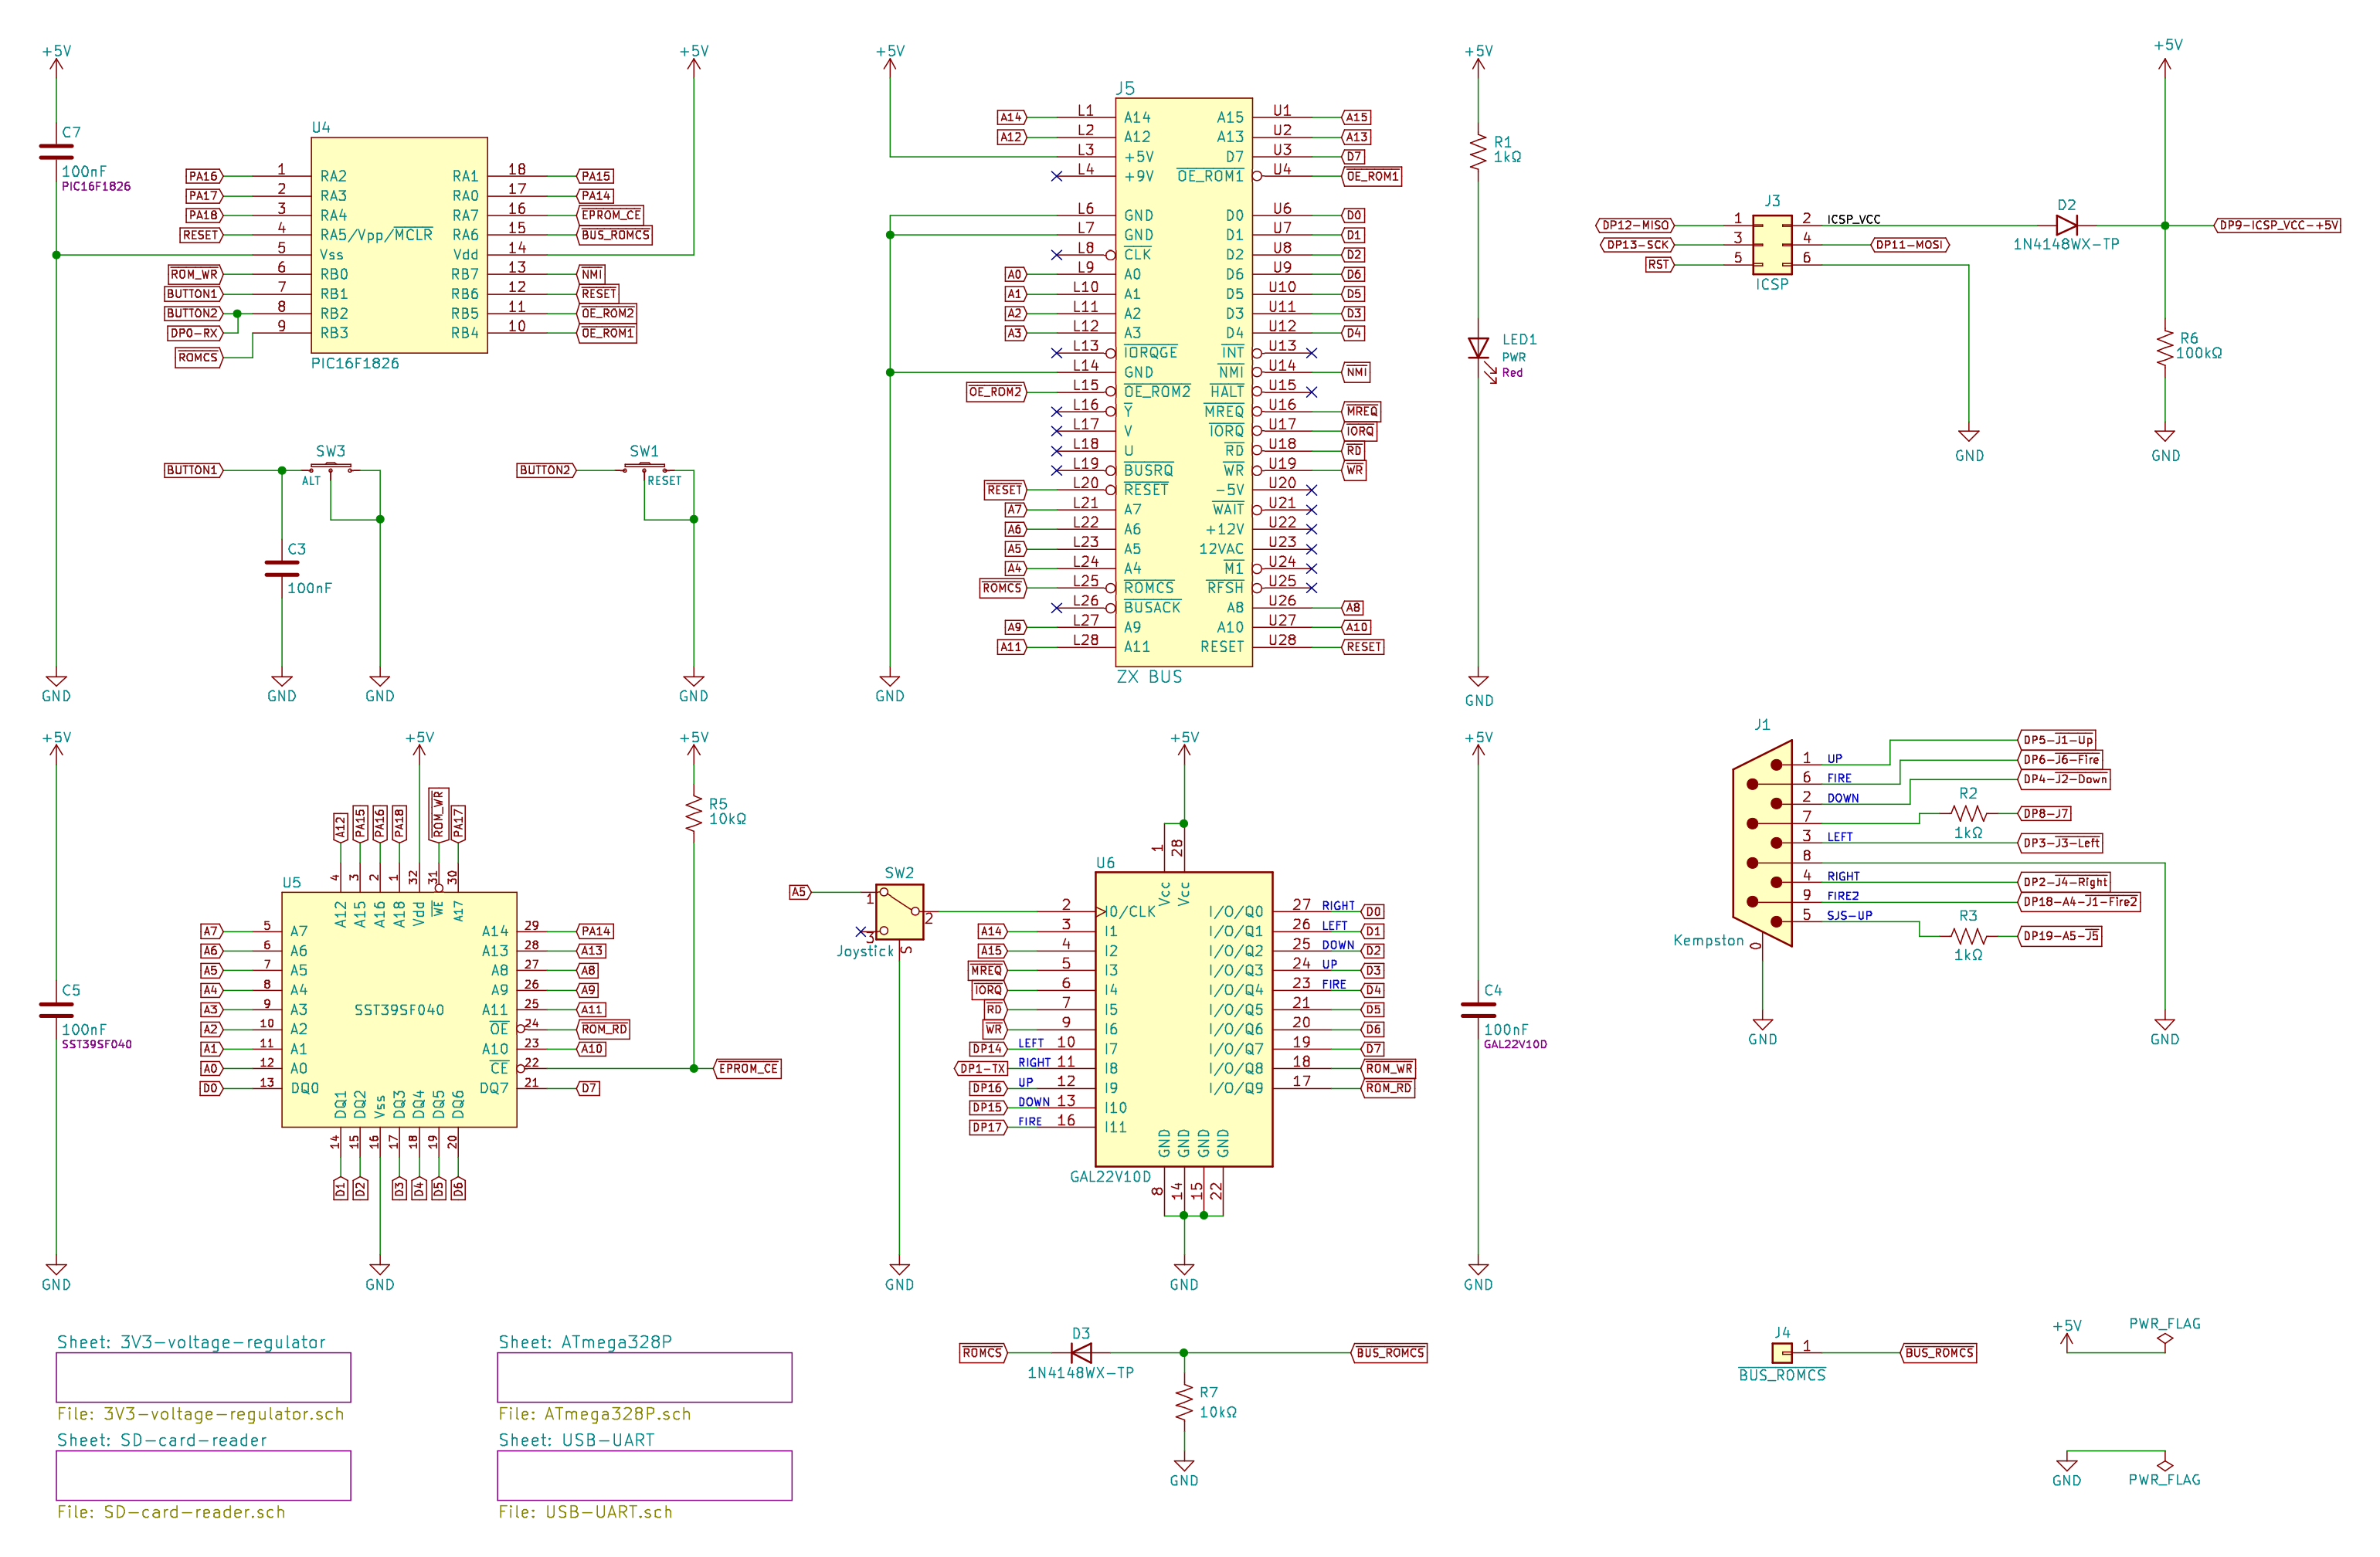 +5V
C7
100nF
PIC16F1826
GND
U4
PA16 1 RA2 RA1 18 PA15
PA17 2 RA3 RA0 17 PA14
PA18 3 RA4 RA7 16 EPROM_CE
RESET 4 RA5/Vpp/MCLR RA6 15 BUS_ROMCS
5 Vss Vdd 14
ROM_WR 6 RB0 RB7 13 NMI
BUTTON1 7 RB1 RB6 12 RESET
BUTTON2 8 RB2 RB5 11 OE_ROM2
DP0-RX 9 RB3 RB4 10 OE_ROM1
ROMCS
PIC16F1826
+5V
BUTTON1
SW3
ALT
C3
100nF
GND
GND
BUTTON2
SW1
RESET
GND
+5V
GND
J5
A14 L1 A14 A15 U1 A15
A12 L2 A12 A13 U2 A13
L3 +5V D7 U3 D7
L4 +9V OE_ROM1 U4 OE_ROM1
L6 GND D0 U6 D0
L7 GND D1 U7 D1
L8 CLK D2 U8 D2
A0 L9 A0 D6 U9 D6
A1 L10 A1 D5 U10 D5
A2 L11 A2 D3 U11 D3
A3 L12 A3 D4 U12 D4
L13 IORQGE INT U13
L14 GND NMI U14 NMI
OE_ROM2 L15 OE_ROM2 HALT U15
L16 Y MREQ U16 MREQ
L17 V IORQ U17 IORQ
L18 U RD U18 RD
L19 BUSRQ WR U19 WR
RESET L20 RESET -5V U20
A7 L21 A7 WAIT U21
A6 L22 A6 +12V U22
A5 L23 A5 12VAC U23
A4 L24 A4 M1 U24
ROMCS L25 ROMCS RFSH U25
L26 BUSACK A8 U26 A8
A9 L27 A9 A10 U27 A10
A11 L28 A11 RESET U28 RESET
ZX BUS
+5V
R1
1kΩ
LED1
PWR
Red
GND
J3
DP12-MISO 1 2 ICSP_VCC
DP13-SCK 3 4 DP11-MOSI
RST 5 6
ICSP
GND
D2
1N4148WX-TP
+5V
DP9-ICSP_VCC-+5V
R6
100kΩ
GND
+5V
C5
100nF
SST39SF040
GND
+5V
A12 PA15 PA16 PA18 ROM_WR PA17
4 3 2 1 32 31 30
U5
A12 A15 A16 A18 Vdd WE A17
A7 5 A7 A14 29 PA14
A6 6 A6 A13 28 A13
A5 7 A5 A8 27 A8
A4 8 A4 A9 26 A9
A3 9 A3 SST39SF040 A11 25 A11
A2 10 A2 OE 24 ROM_RD
A1 11 A1 A10 23 A10
A0 12 A0 CE 22 EPROM_CE
D0 13 DQ0 DQ7 21 D7
DQ1 DQ2 Vss DQ3 DQ4 DQ5 DQ6
14 15 16 17 18 19 20
D1 D2 D3 D4 D5 D6
GND
+5V
R5
10kΩ
A5
SW2
1 2 3 S
Joystick
GND
+5V
1 28
U6
Vcc Vcc
2 I0/CLK I/O/Q0 27 RIGHT D0
A14 3 I1 I/O/Q1 26 LEFT D1
A15 4 I2 I/O/Q2 25 DOWN D2
MREQ 5 I3 I/O/Q3 24 UP D3
IORQ 6 I4 I/O/Q4 23 FIRE D4
RD 7 I5 I/O/Q5 21 D5
WR 9 I6 I/O/Q6 20 D6
DP14 LEFT 10 I7 I/O/Q7 19 D7
DP1-TX RIGHT 11 I8 I/O/Q8 18 ROM_WR
DP16 UP 12 I9 I/O/Q9 17 ROM_RD
DP15 DOWN 13 I10
DP17 FIRE 16 I11
GND GND GND GND
GAL22V10D
8 14 15 22
GND
+5V
C4
100nF
GAL22V10D
GND
J1
1 UP DP5-J1-Up
6 FIRE DP6-J6-Fire
2 DOWN DP4-J2-Down
7 R2 1kΩ DP8-J7
3 LEFT DP3-J3-Left
8
4 RIGHT DP2-J4-Right
9 FIRE2 DP18-A4-J1-Fire2
5 SJS-UP R3 1kΩ DP19-A5-J5
Kempston 0
GND
GND
Sheet: 3V3-voltage-regulator
File: 3V3-voltage-regulator.sch
Sheet: ATmega328P
File: ATmega328P.sch
Sheet: SD-card-reader
File: SD-card-reader.sch
Sheet: USB-UART
File: USB-UART.sch
ROMCS
D3
1N4148WX-TP
BUS_ROMCS
R7
10kΩ
GND
J4
1 BUS_ROMCS
BUS_ROMCS
+5V
PWR_FLAG
GND
PWR_FLAG